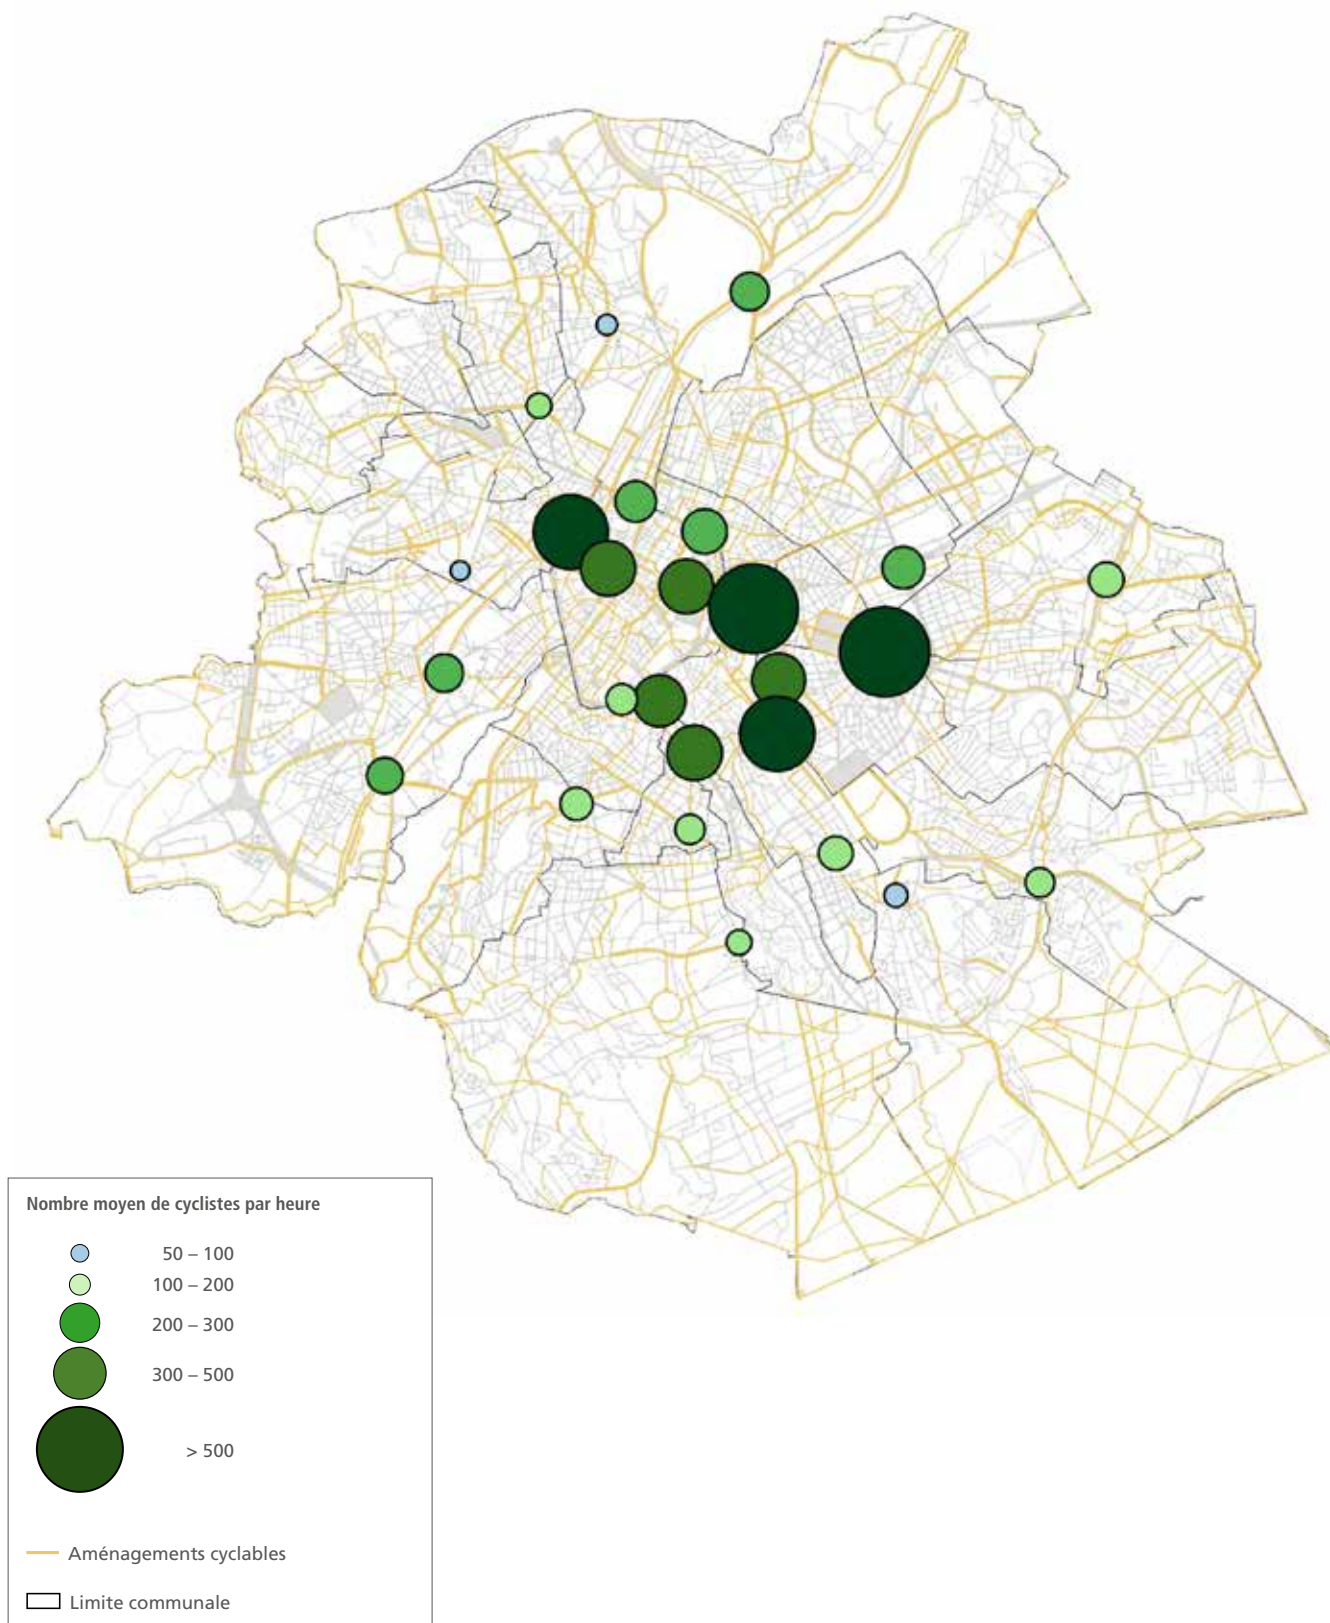 Nombre moyen de cyclistes par heure
50 – 100
100 – 200
200 – 300
300 – 500
> 500
Aménagements cyclables
Limite communale